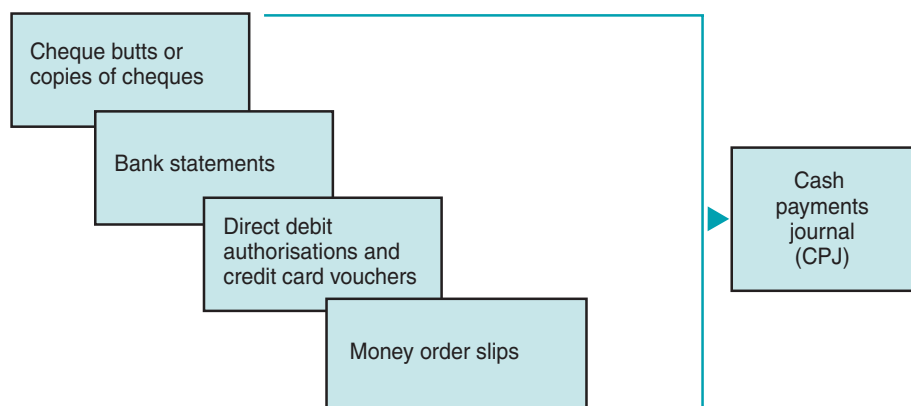 Cheque butts or
copies of cheques
Bank statements
Direct debit
authorisations and
credit card vouchers
Money order slips
Cash
payments
journal
(CPJ)